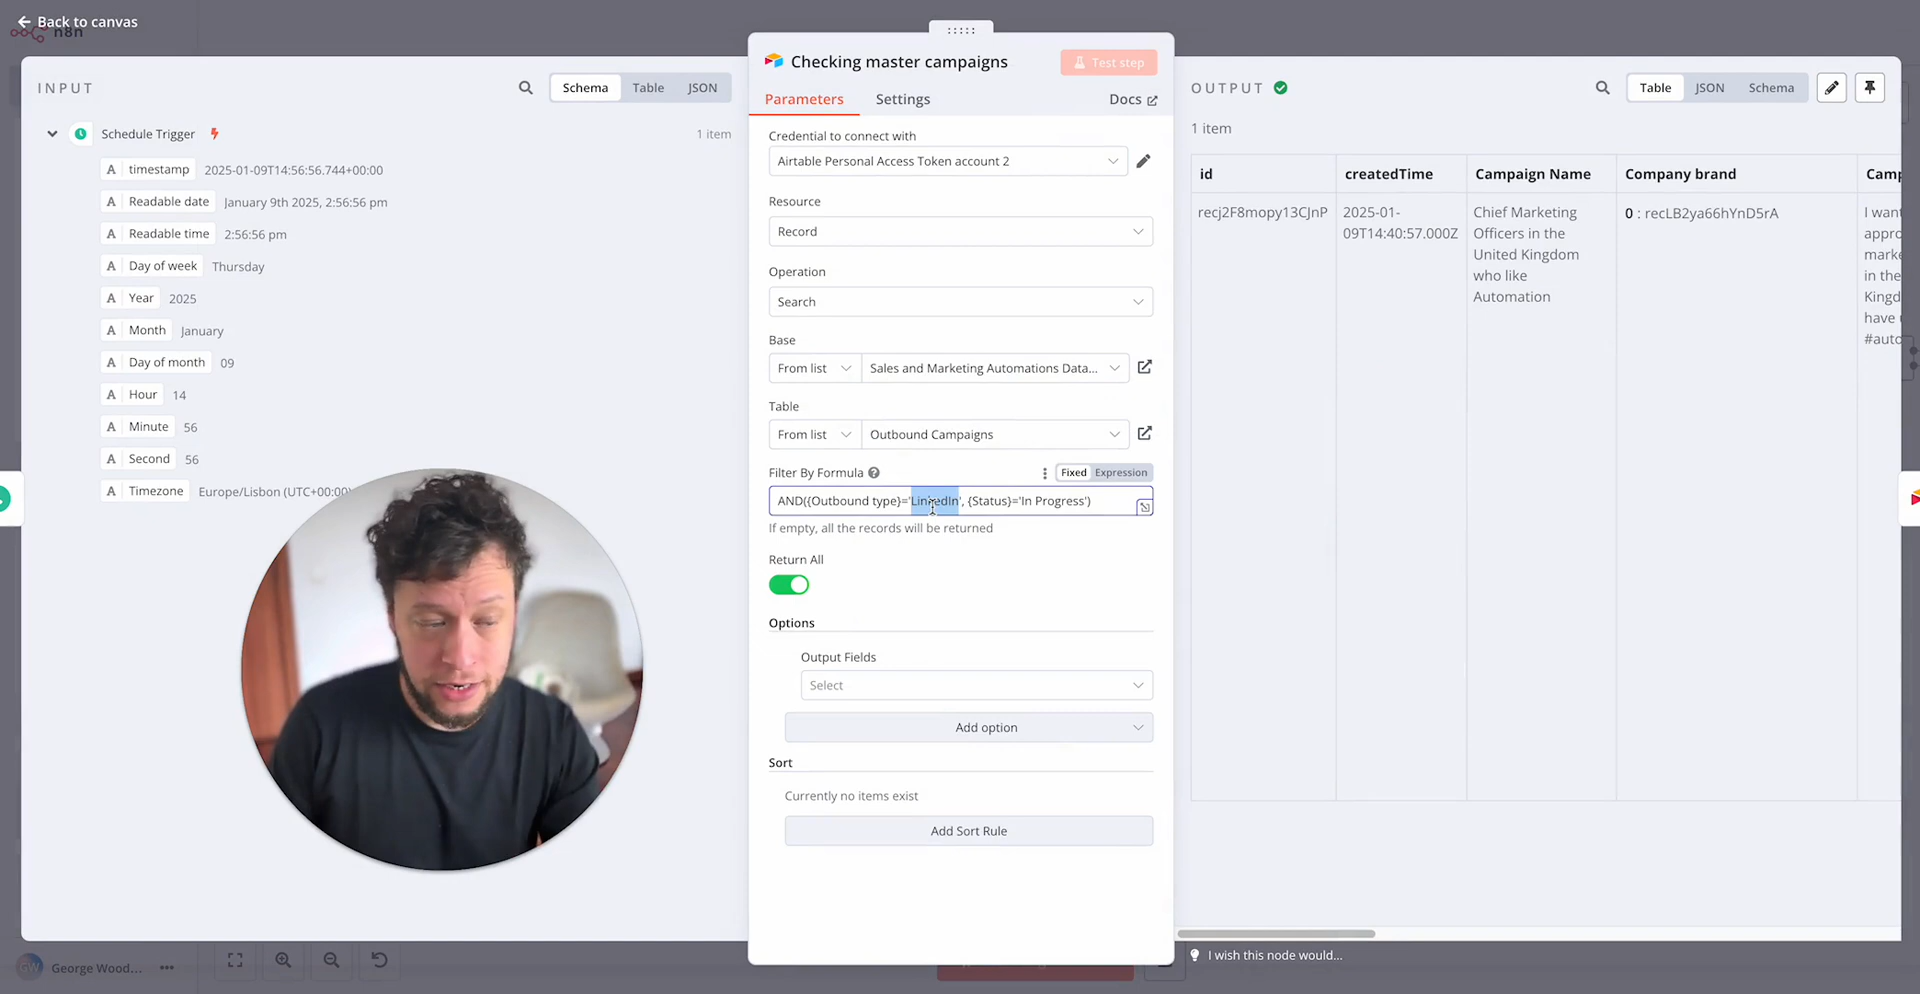 Back to canvas
n8n
INPUT
Schema
Table
JSON
Schedule Trigger
1 item
A timestamp 2025-01-09T14:56:56.744+00:00
A Readable date January 9th 2025, 2:56:56 pm
A Readable time 2:56:56 pm
A Day of week Thursday
A Year 2025
A Month January
A Day of month 09
A Hour 14
A Minute 56
A Second 56
A Timezone Europe/Lisbon (UTC+00:00)
George Wood...
Checking master campaigns
Test step
Parameters
Settings
Docs
Credential to connect with
Airtable Personal Access Token account 2
Resource
Record
Operation
Search
Base
From list
Sales and Marketing Automations Data...
Table
From list
Outbound Campaigns
Filter By Formula
Fixed
Expression
AND({Outbound type}='LinkedIn', {Status}='In Progress')
If empty, all the records will be returned
Return All
Options
Output Fields
Select
Add option
Sort
Currently no items exist
Add Sort Rule
OUTPUT
Table
JSON
Schema
1 item
id
createdTime
Campaign Name
Company brand
Camp
recj2F8mopy13CJnP
2025-01-
09T14:40:57.000Z
Chief Marketing
Officers in the
United Kingdom
who like
Automation
0 : recLB2ya66hYnD5rA
I want
appro
marke
in the
Kingd
have
#auto
I wish this node would...